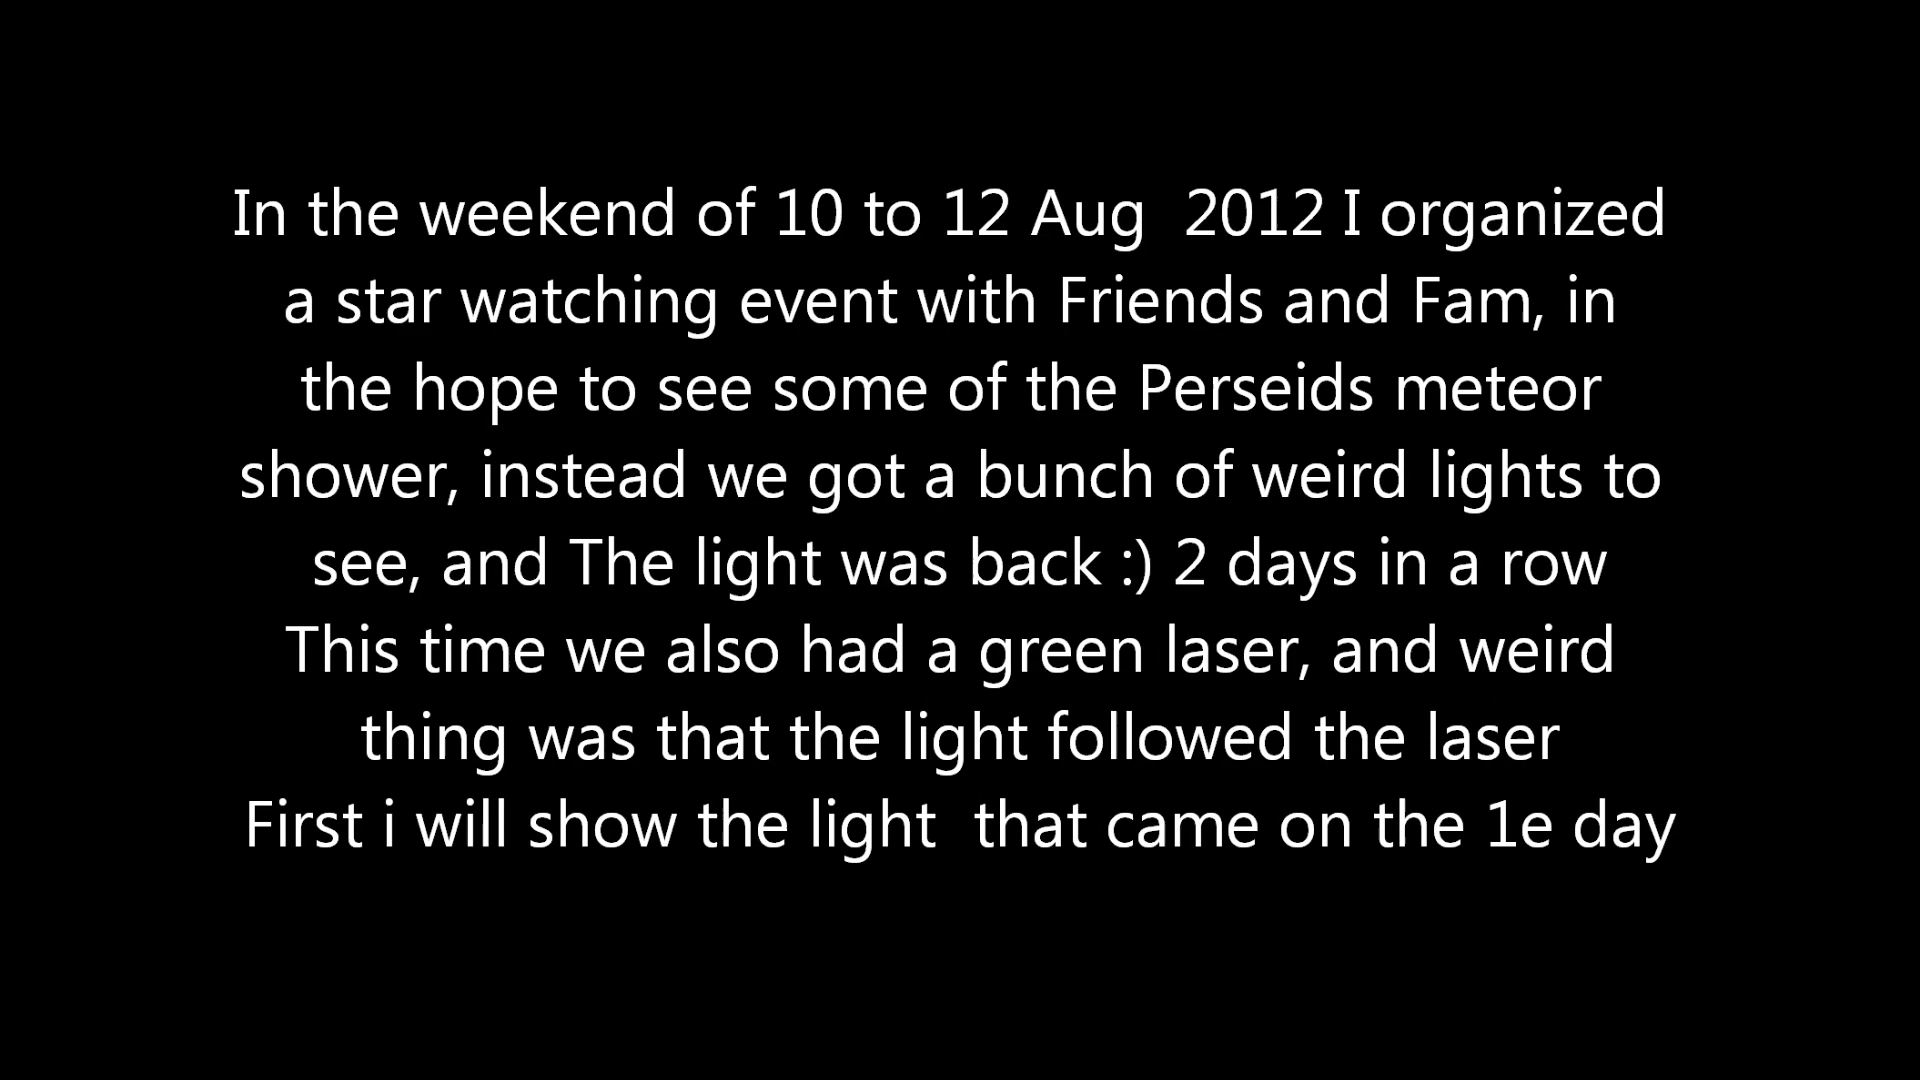 In the weekend of 10 to 12 Aug  2012 I organized
a star watching event with Friends and Fam, in
the hope to see some of the Perseids meteor
shower, instead we got a bunch of weird lights to
see, and The light was back :) 2 days in a row
This time we also had a green laser, and weird
thing was that the light followed the laser
First i will show the light  that came on the 1e day